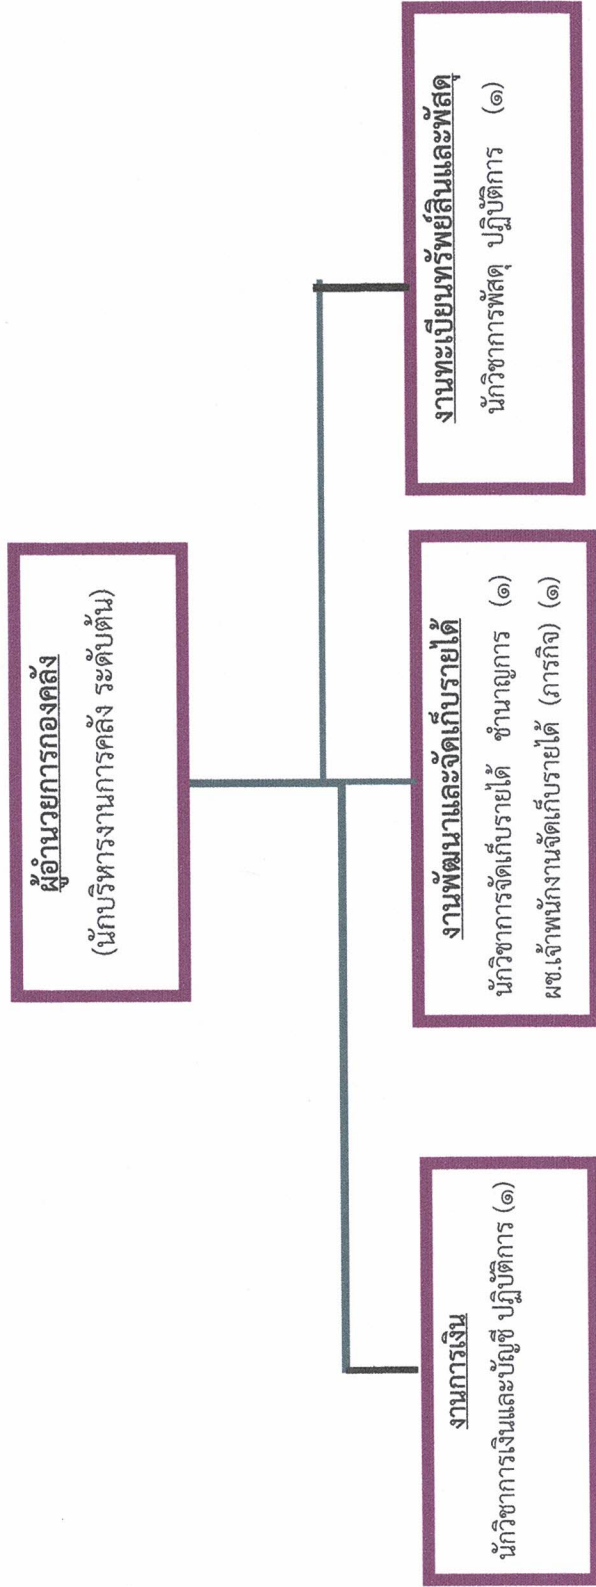 ผู้อำนวยการกองคลัง
(นักบริหารงานการคลัง ระดับต้น)
งานการเงิน
นักวิชาการเงินและบัญชี ปฏิบัติการ (๑)
งานพัฒนาและจัดเก็บรายได้
นักวิชาการจัดเก็บรายได้ ชำนาญการ (๑)
ผช.เจ้าพนักงานจัดเก็บรายได้ (ภารกิจ) (๑)
งานทะเบียนทรัพย์สินและพัสดุ
นักวิชาการพัสดุ ปฏิบัติการ (๑)